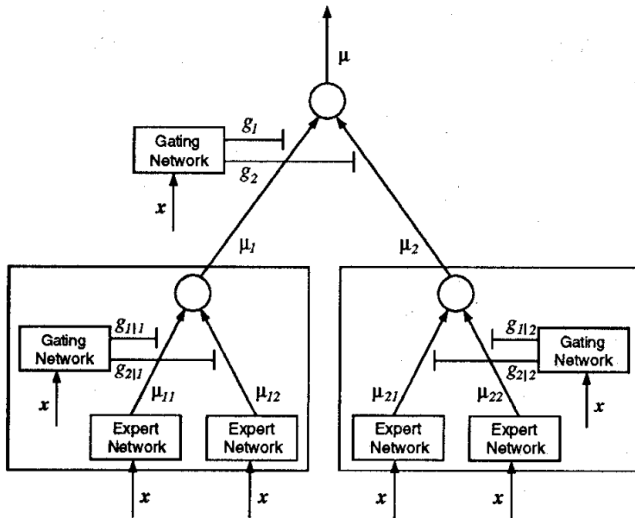 μ
g1
Gating
Network
g2
x
μ1
μ2
g1|1
Gating
Network
g2|1
x
μ11
μ12
Expert
Network
Expert
Network
x
x
g1|2
Gating
Network
g2|2
x
μ21
μ22
Expert
Network
Expert
Network
x
x